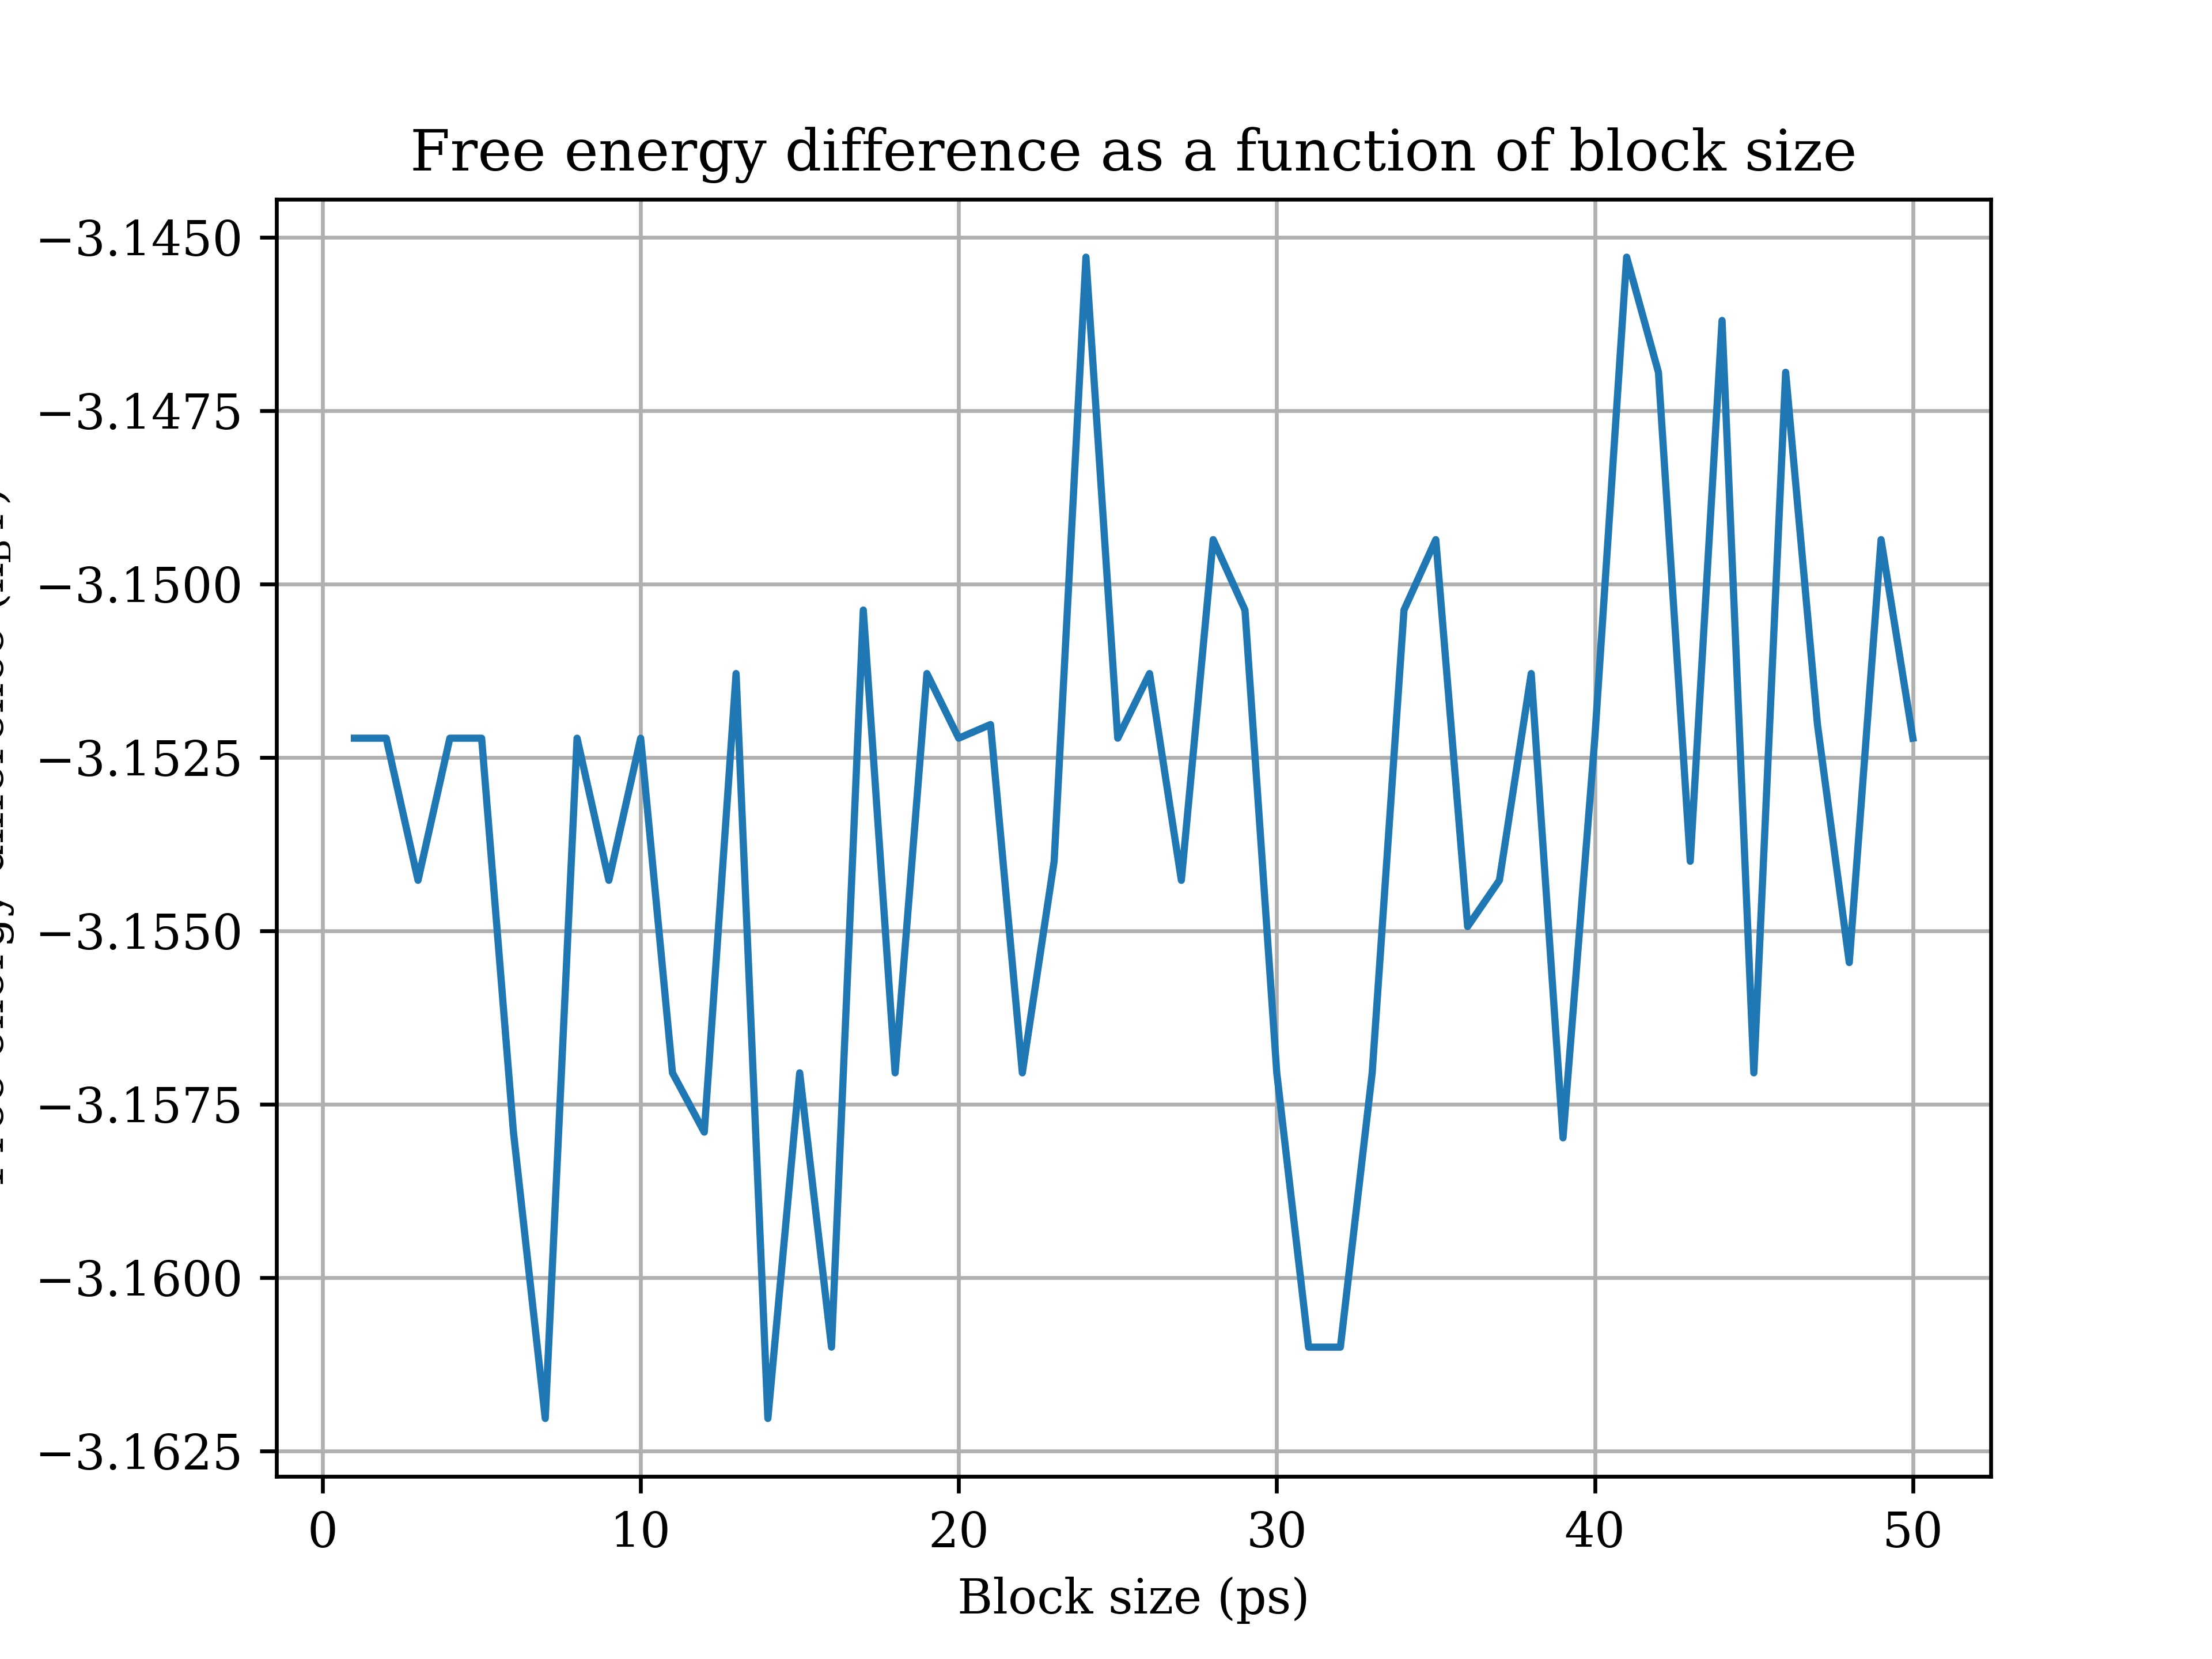 Free energy difference as a function of block size
−3.1450
−3.1475
−3.1500
−3.1525
−3.1550
−3.1575
−3.1600
−3.1625
0 10 20 30 40 50
Block size (ps)